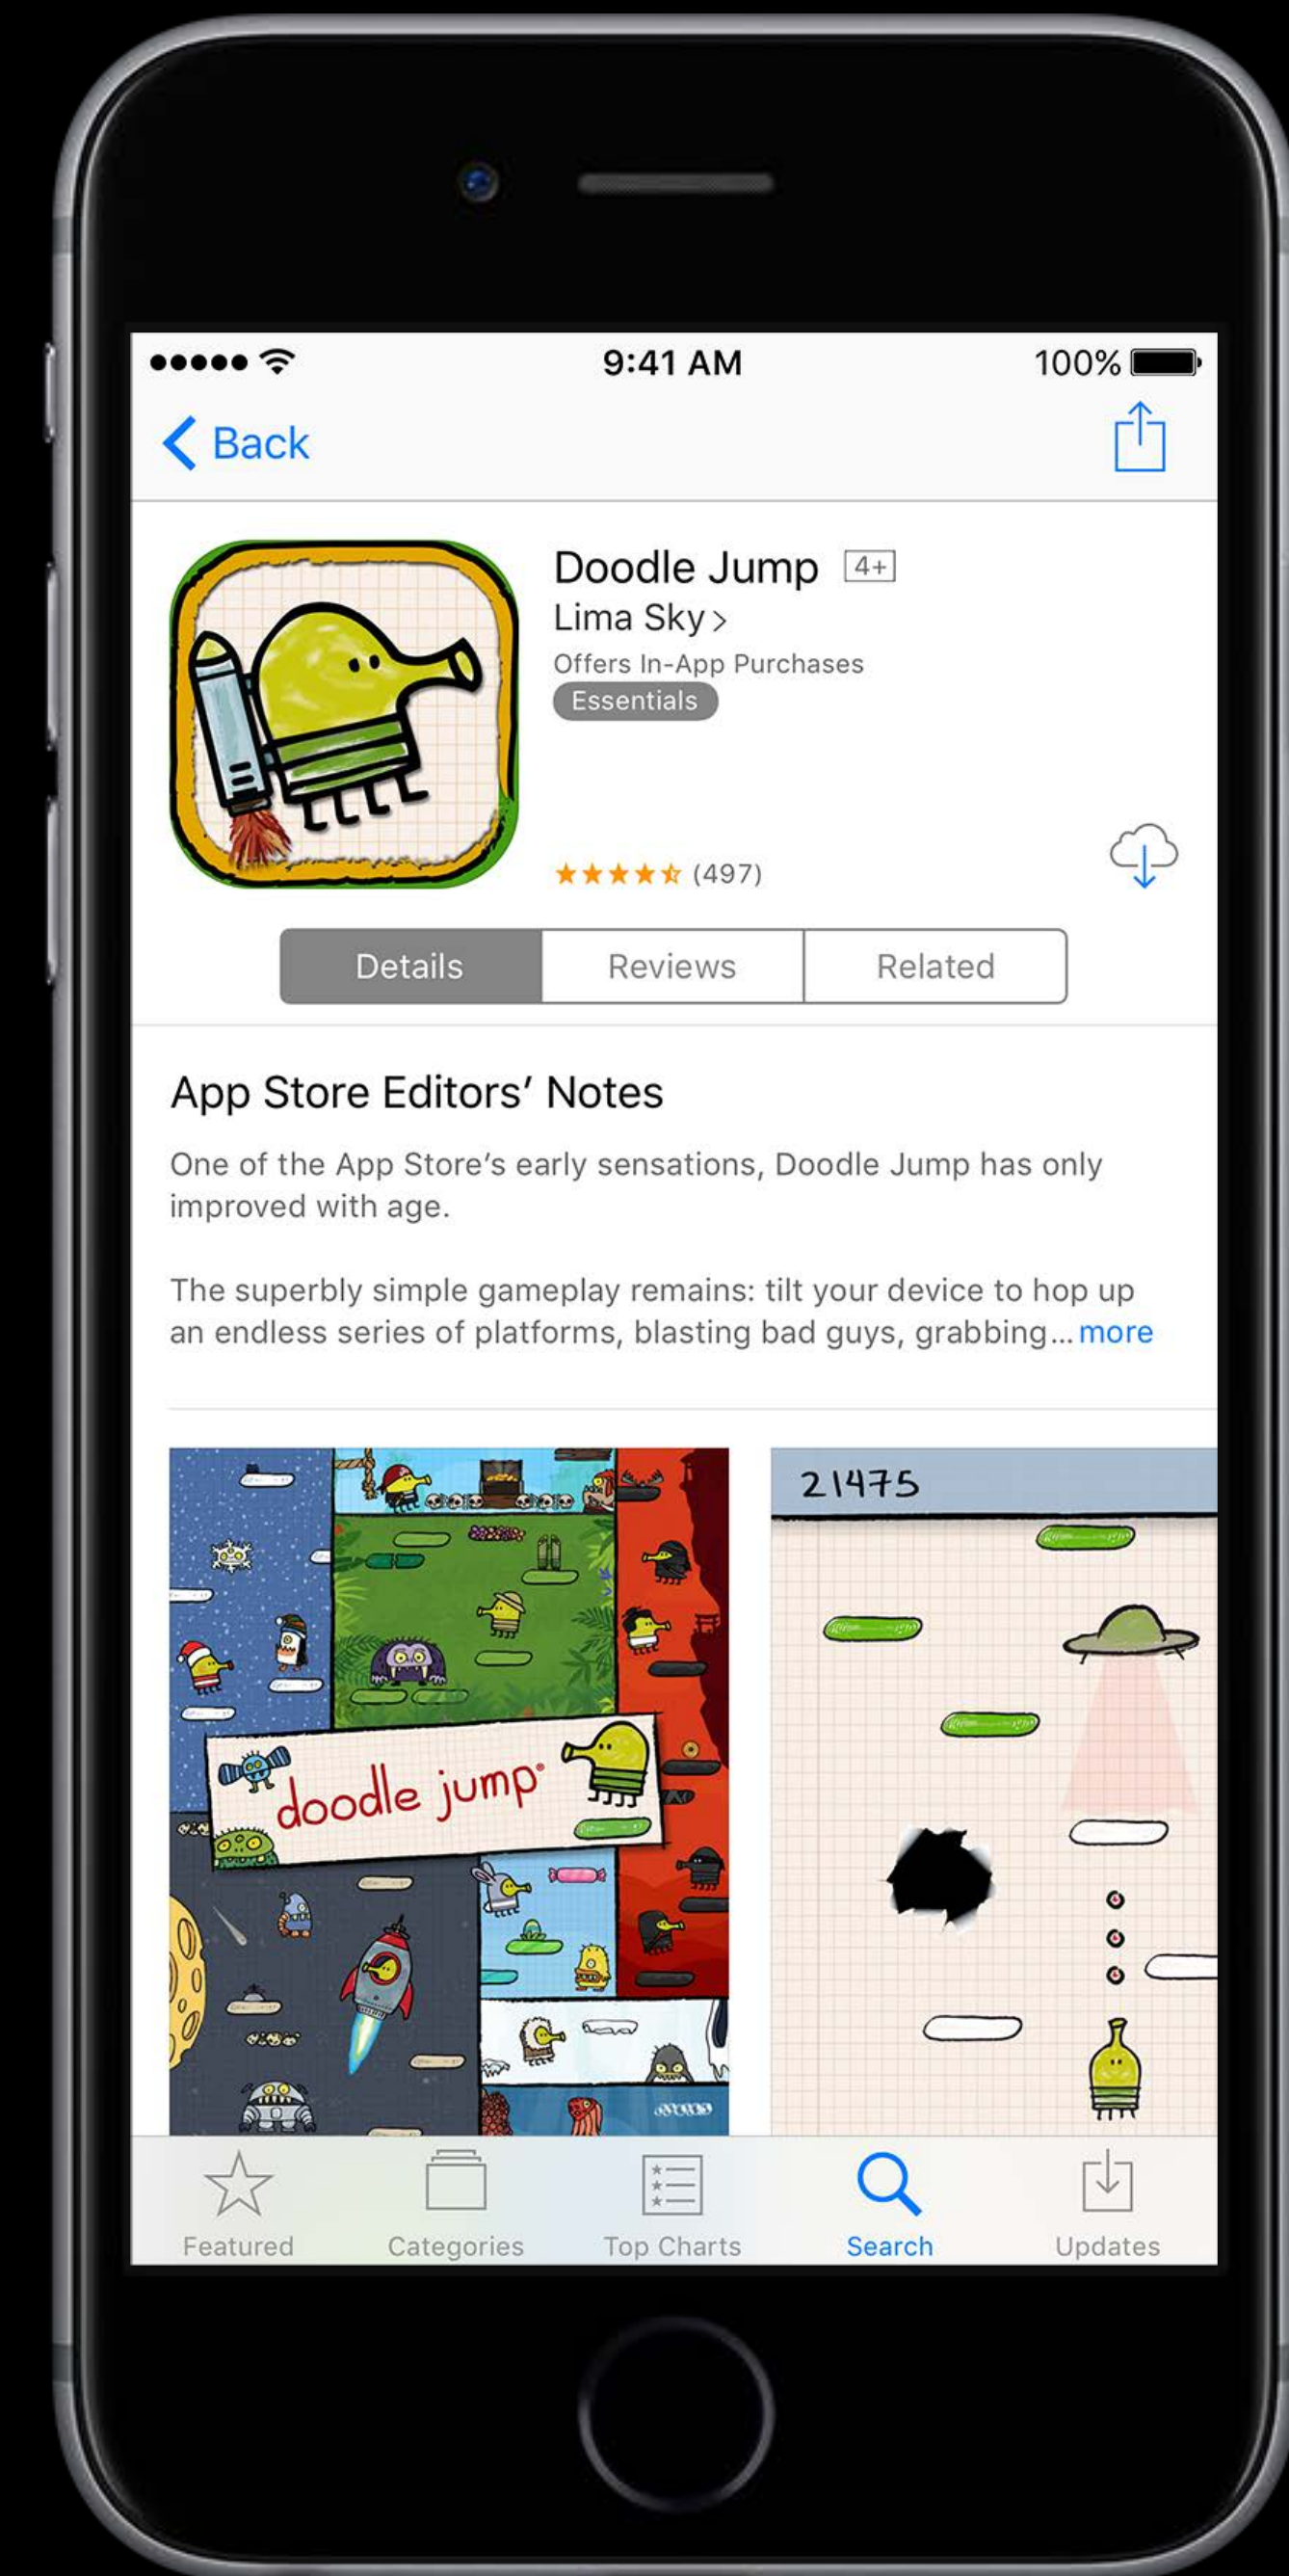 9:41 AM
100%
Back
Doodle Jump 4+
Lima Sky >
Offers In-App Purchases
Essentials
(497)
Details
Reviews
Related
App Store Editors’ Notes
One of the App Store’s early sensations, Doodle Jump has only
improved with age.
The superbly simple gameplay remains: tilt your device to hop up
an endless series of platforms, blasting bad guys, grabbing... more
21475
doodle jump®
Featured
Categories
Top Charts
Search
Updates